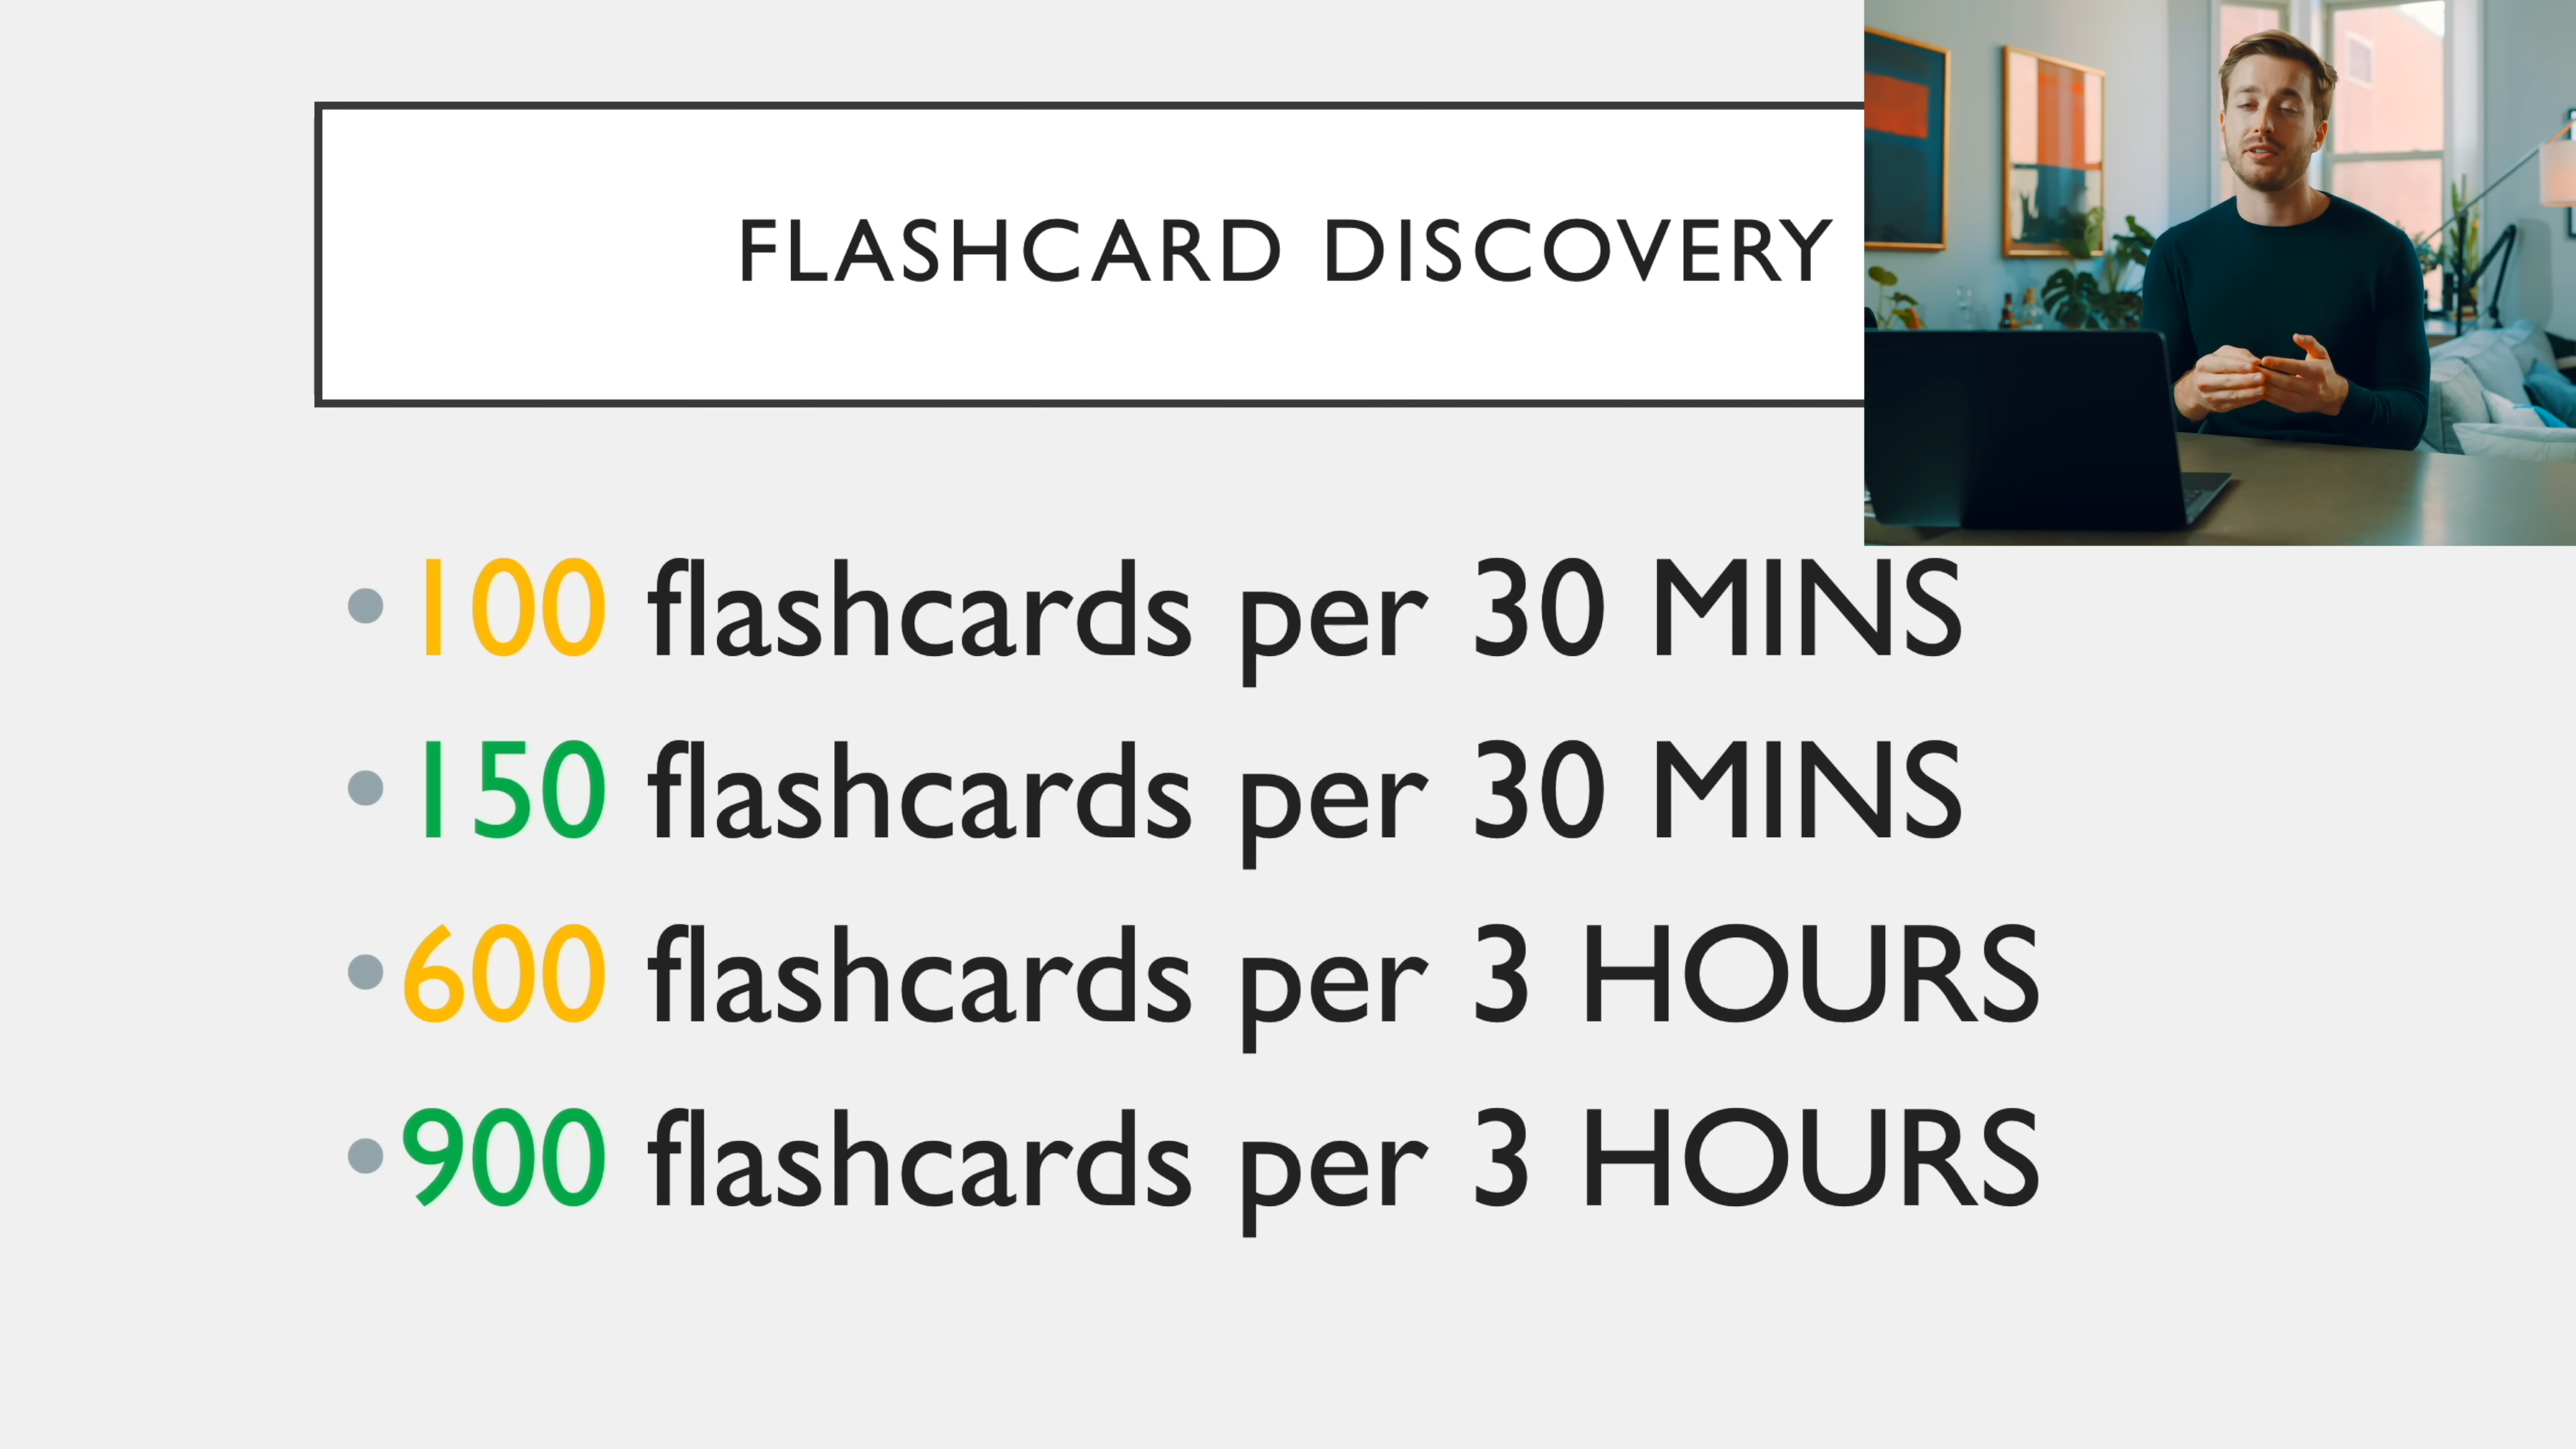 FLASHCARD DISCOVERY
• 100 flashcards per 30 MINS
• 150 flashcards per 30 MINS
• 600 flashcards per 3 HOURS
• 900 flashcards per 3 HOURS